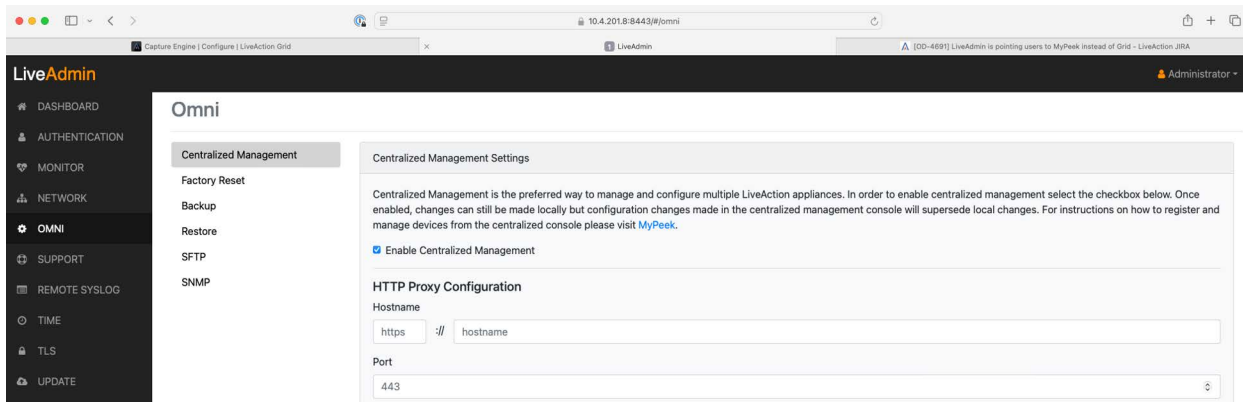 10.4.201.8:8443/#/omni
Capture Engine | Configure | LiveAction Grid
1 LiveAdmin
[OD-4691] LiveAdmin is pointing users to MyPeek instead of Grid - LiveAction JIRA
LiveAdmin
Administrator
DASHBOARD
AUTHENTICATION
MONITOR
NETWORK
OMNI
SUPPORT
REMOTE SYSLOG
TIME
TLS
UPDATE
Omni
Centralized Management
Factory Reset
Backup
Restore
SFTP
SNMP
Centralized Management Settings
Centralized Management is the preferred way to manage and configure multiple LiveAction appliances. In order to enable centralized management select the checkbox below. Once
enabled, changes can still be made locally but configuration changes made in the centralized management console will supersede local changes. For instructions on how to register and
manage devices from the centralized console please visit MyPeek.
Enable Centralized Management
HTTP Proxy Configuration
Hostname
https :// hostname
Port
443